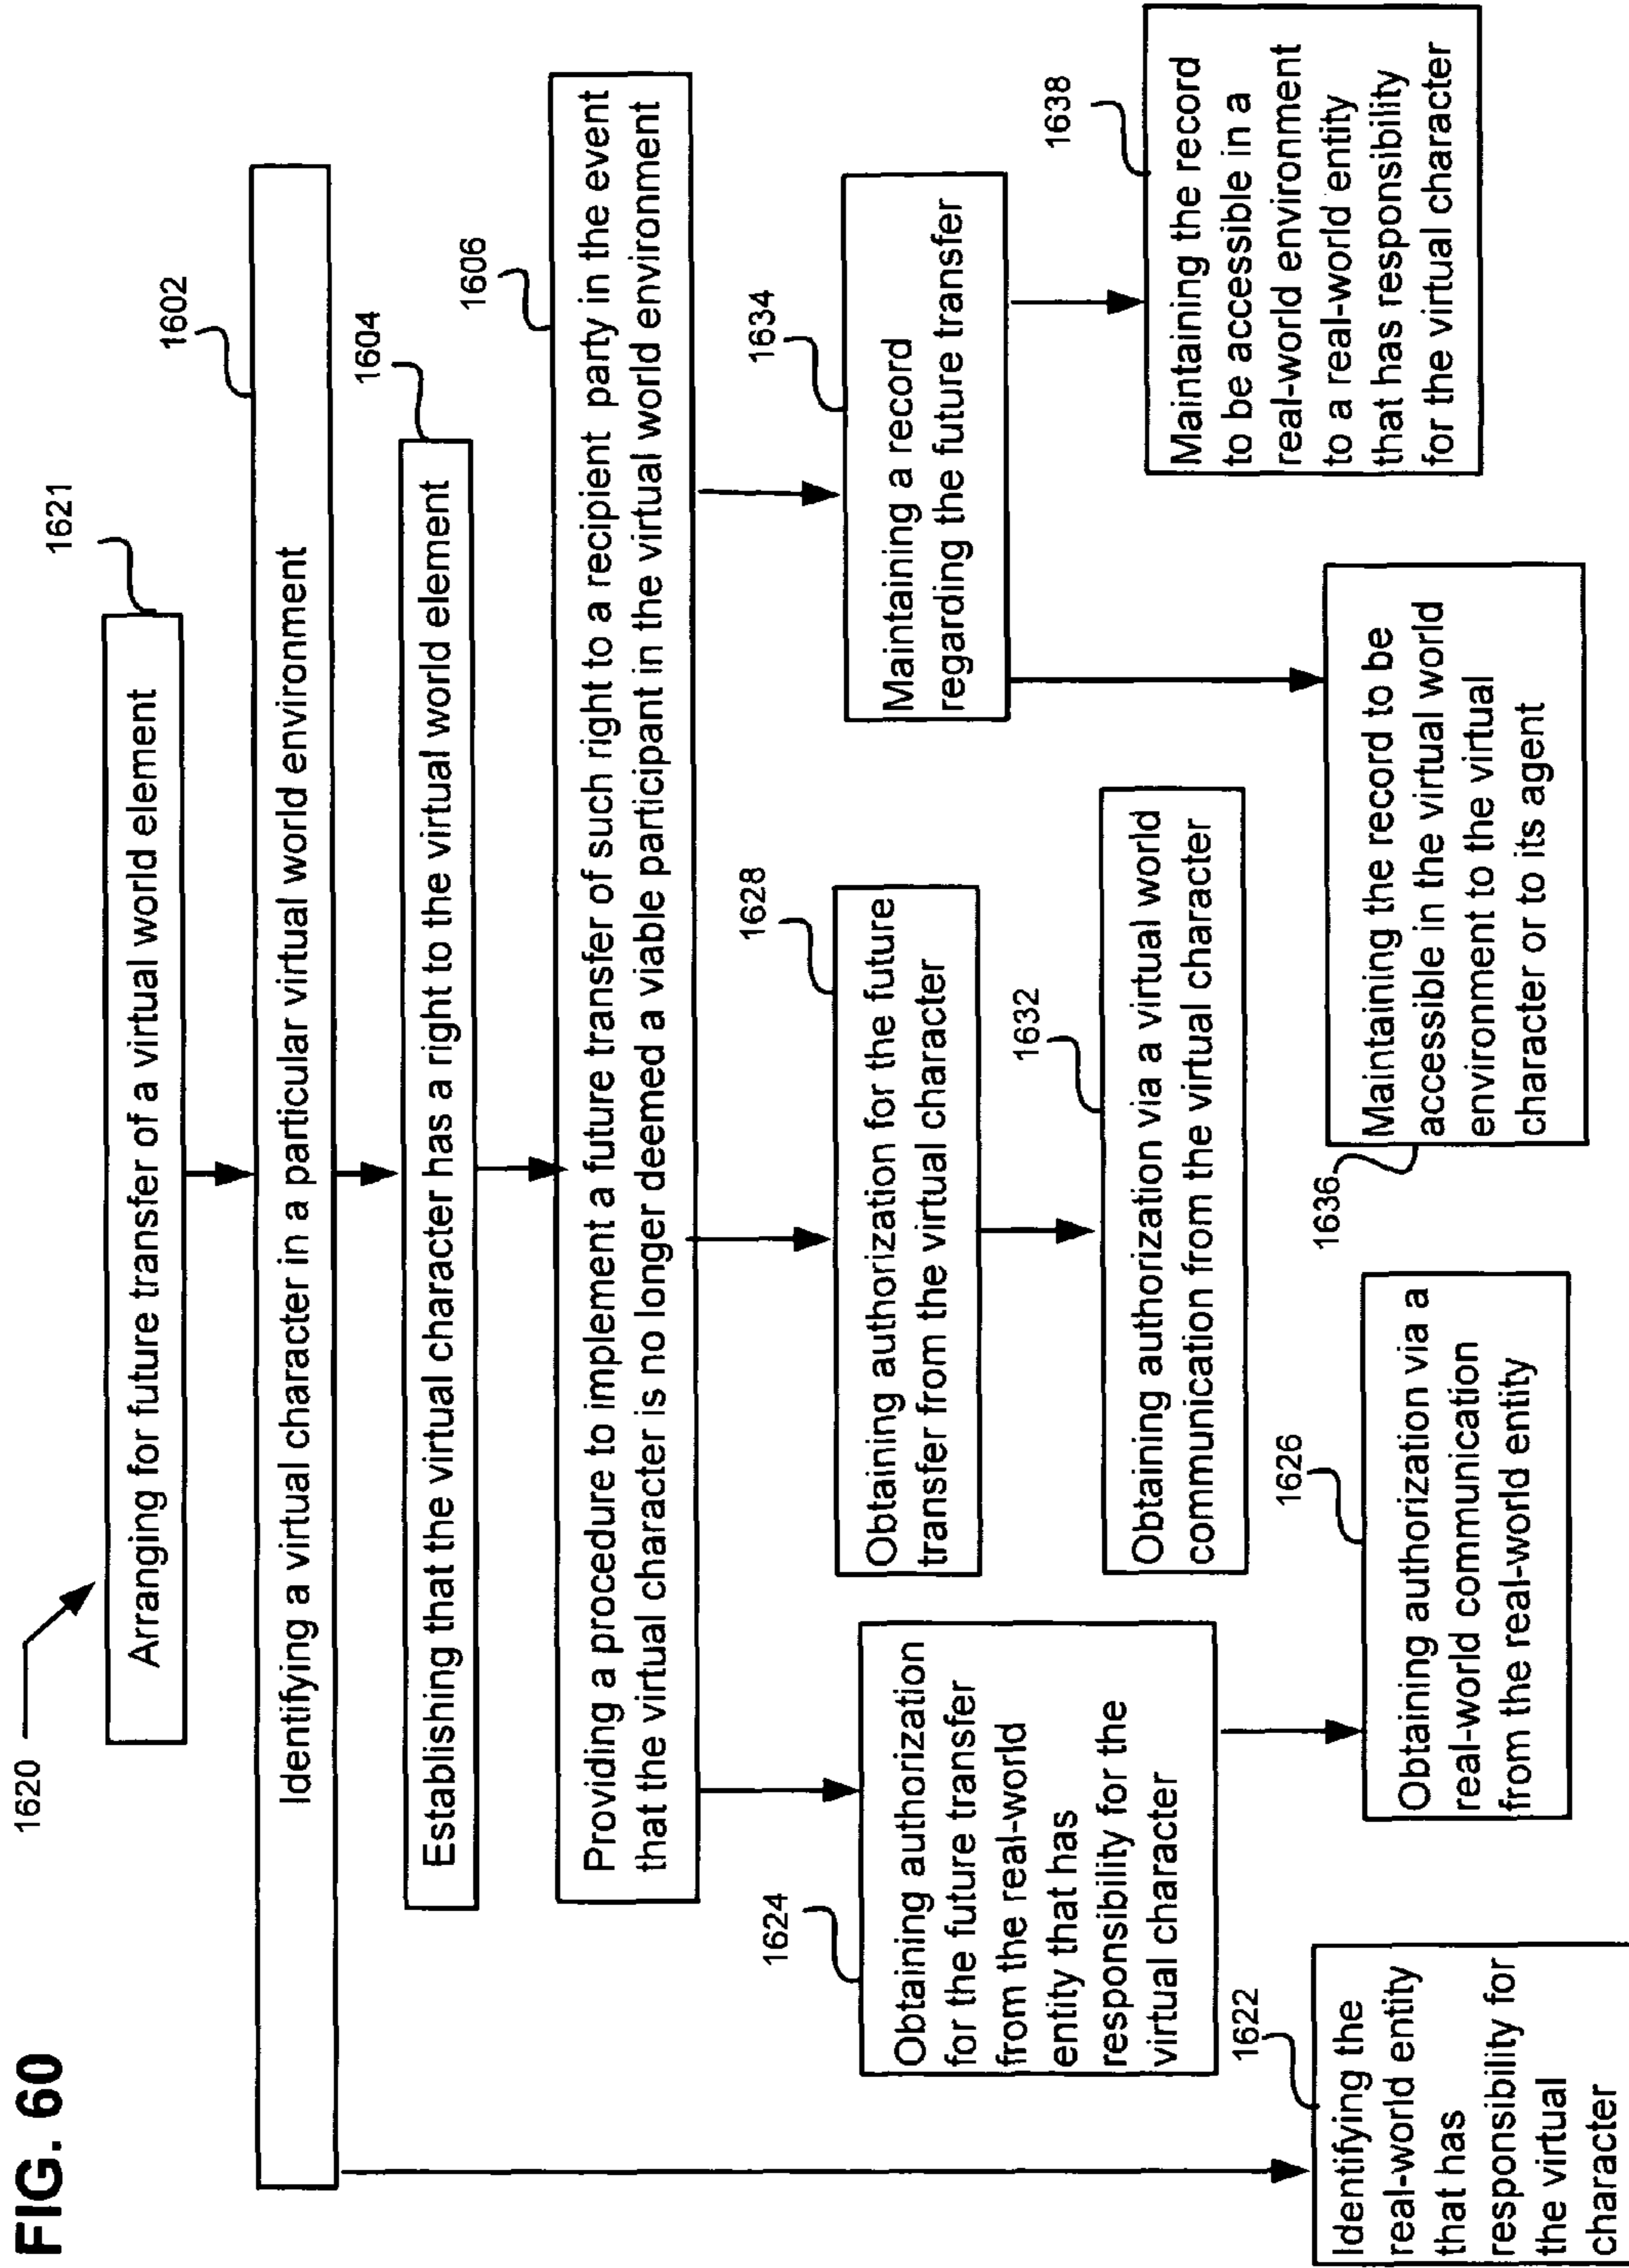 FIG. 60
1620
1621
Arranging for future transfer of a virtual world element
1602
Identifying a virtual character in a particular virtual world environment
1604
Establishing that the virtual character has a right to the virtual world element
1606
Providing a procedure to implement a future transfer of such right to a recipient party in the event
that the virtual character is no longer deemed a viable participant in the virtual world environment
1624
Obtaining authorization
for the future transfer
from the real-world
entity that has
responsibility for the
virtual character
1628
Obtaining authorization for the future
transfer from the virtual character
1634
Maintaining a record
regarding the future transfer
1632
Obtaining authorization via a virtual world
communication from the virtual character
1638
Maintaining the record
to be accessible in a
real-world environment
to a real-world entity
that has responsibility
for the virtual character
1622
Identifying the
real-world entity
that has
responsibility for
the virtual
character
1626
Obtaining authorization via a
real-world communication
from the real-world entity
1636
Maintaining the record to be
accessible in the virtual world
environment to the virtual
character or to its agent